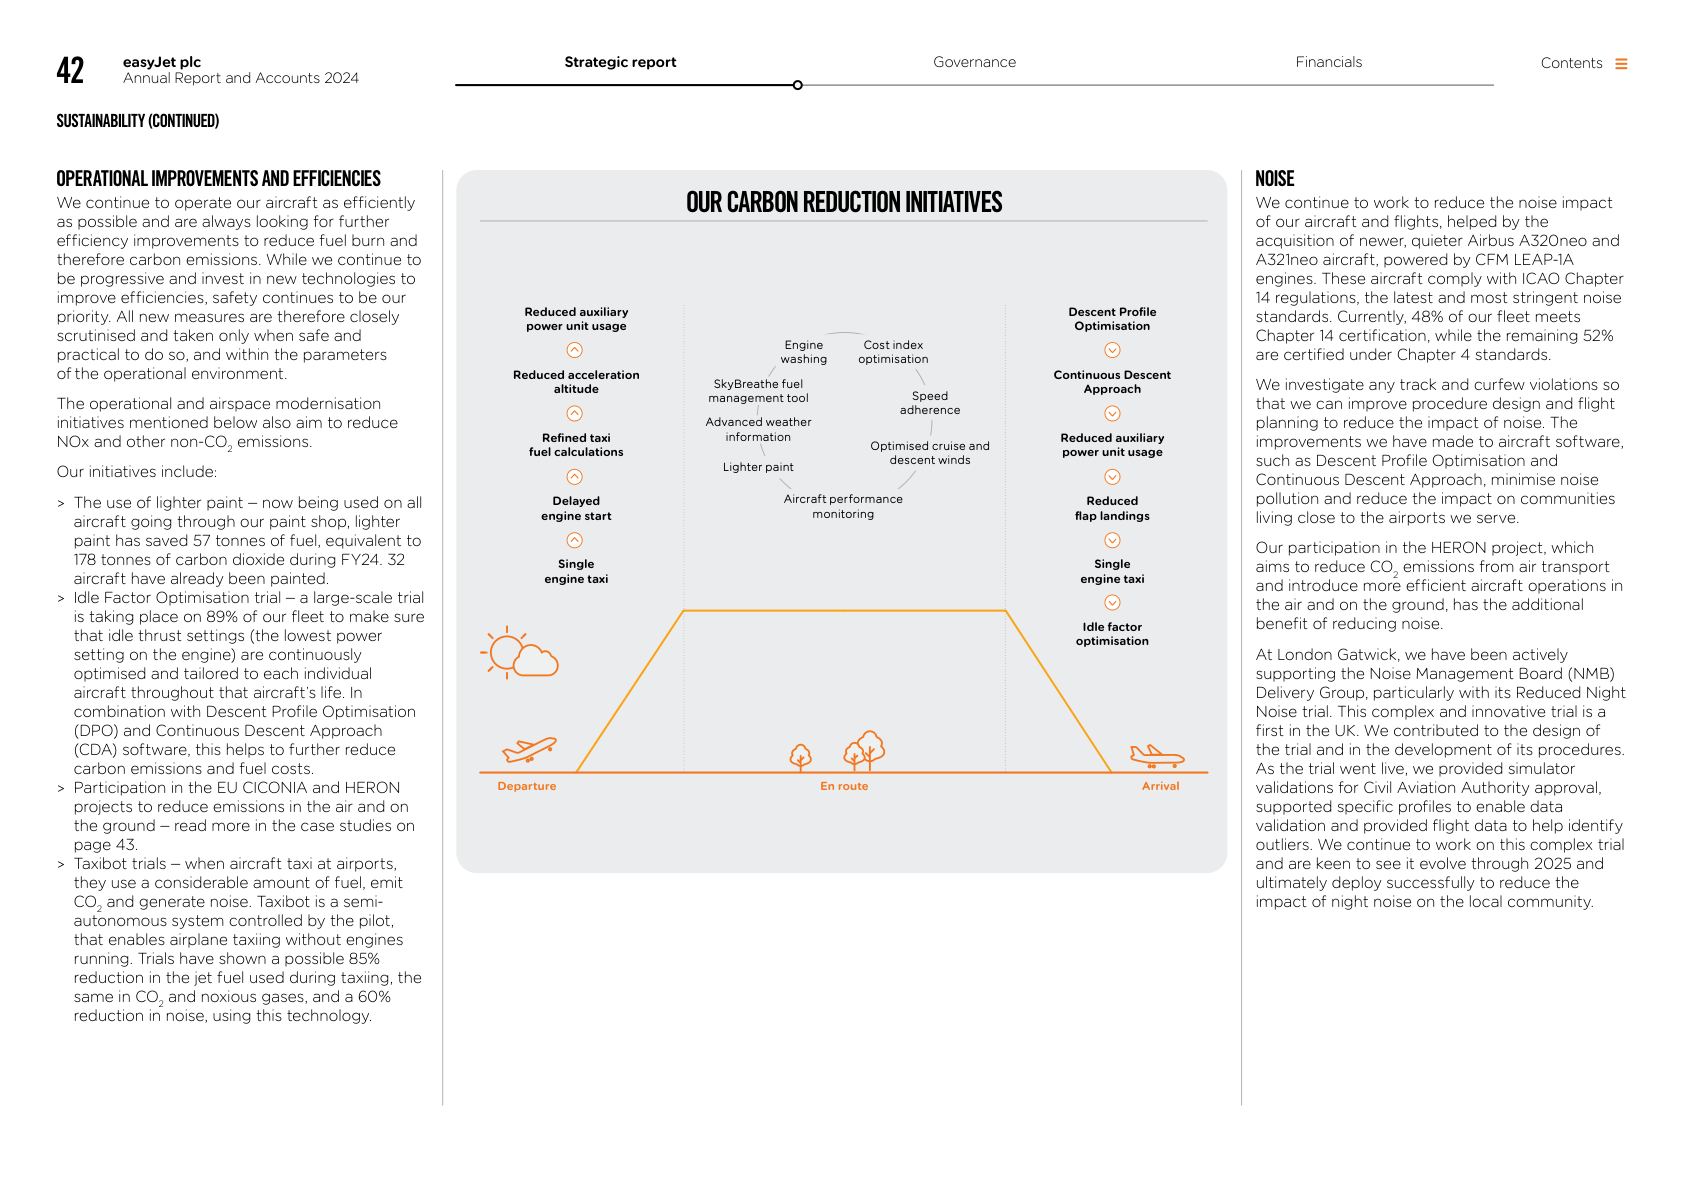 42
easyJet plc
Annual Report and Accounts 2024
Strategic report
Governance
Financials
Contents
SUSTAINABILITY (CONTINUED)
OPERATIONAL IMPROVEMENTS AND EFFICIENCIES
We continue to operate our aircraft as efficiently
as possible and are always looking for further
efficiency improvements to reduce fuel burn and
therefore carbon emissions. While we continue to
be progressive and invest in new technologies to
improve efficiencies, safety continues to be our
priority. All new measures are therefore closely
scrutinised and taken only when safe and
practical to do so, and within the parameters
of the operational environment.
The operational and airspace modernisation
initiatives mentioned below also aim to reduce
NOx and other non-CO₂ emissions.
Our initiatives include:
> The use of lighter paint – now being used on all
aircraft going through our paint shop, lighter
paint has saved 57 tonnes of fuel, equivalent to
178 tonnes of carbon dioxide during FY24. 32
aircraft have already been painted.
> Idle Factor Optimisation trial – a large-scale trial
is taking place on 89% of our fleet to make sure
that idle thrust settings (the lowest power
setting on the engine) are continuously
optimised and tailored to each individual
aircraft throughout that aircraft's life. In
combination with Descent Profile Optimisation
(DPO) and Continuous Descent Approach
(CDA) software, this helps to further reduce
carbon emissions and fuel costs.
> Participation in the EU CICONIA and HERON
projects to reduce emissions in the air and on
the ground – read more in the case studies on
page 43.
> Taxibot trials – when aircraft taxi at airports,
they use a considerable amount of fuel, emit
CO₂ and generate noise. Taxibot is a semi-
autonomous system controlled by the pilot,
that enables airplane taxiing without engines
running. Trials have shown a possible 85%
reduction in the jet fuel used during taxiing, the
same in CO₂ and noxious gases, and a 60%
reduction in noise, using this technology.
OUR CARBON REDUCTION INITIATIVES
Reduced auxiliary
power unit usage
Reduced acceleration
altitude
Refined taxi
fuel calculations
Delayed
engine start
Single
engine taxi
Engine
washing
Cost index
optimisation
SkyBreathe fuel
management tool
Speed
adherence
Advanced weather
information
Optimised cruise and
descent winds
Lighter paint
Aircraft performance
monitoring
Descent Profile
Optimisation
Continuous Descent
Approach
Reduced auxiliary
power unit usage
Reduced
flap landings
Single
engine taxi
Idle factor
optimisation
Departure
En route
Arrival
NOISE
We continue to work to reduce the noise impact
of our aircraft and flights, helped by the
acquisition of newer, quieter Airbus A320neo and
A321neo aircraft, powered by CFM LEAP-1A
engines. These aircraft comply with ICAO Chapter
14 regulations, the latest and most stringent noise
standards. Currently, 48% of our fleet meets
Chapter 14 certification, while the remaining 52%
are certified under Chapter 4 standards.
We investigate any track and curfew violations so
that we can improve procedure design and flight
planning to reduce the impact of noise. The
improvements we have made to aircraft software,
such as Descent Profile Optimisation and
Continuous Descent Approach, minimise noise
pollution and reduce the impact on communities
living close to the airports we serve.
Our participation in the HERON project, which
aims to reduce CO₂ emissions from air transport
and introduce more efficient aircraft operations in
the air and on the ground, has the additional
benefit of reducing noise.
At London Gatwick, we have been actively
supporting the Noise Management Board (NMB)
Delivery Group, particularly with its Reduced Night
Noise trial. This complex and innovative trial is a
first in the UK. We contributed to the design of
the trial and in the development of its procedures.
As the trial went live, we provided simulator
validations for Civil Aviation Authority approval,
supported specific profiles to enable data
validation and provided flight data to help identify
outliers. We continue to work on this complex trial
and are keen to see it evolve through 2025 and
ultimately deploy successfully to reduce the
impact of night noise on the local community.